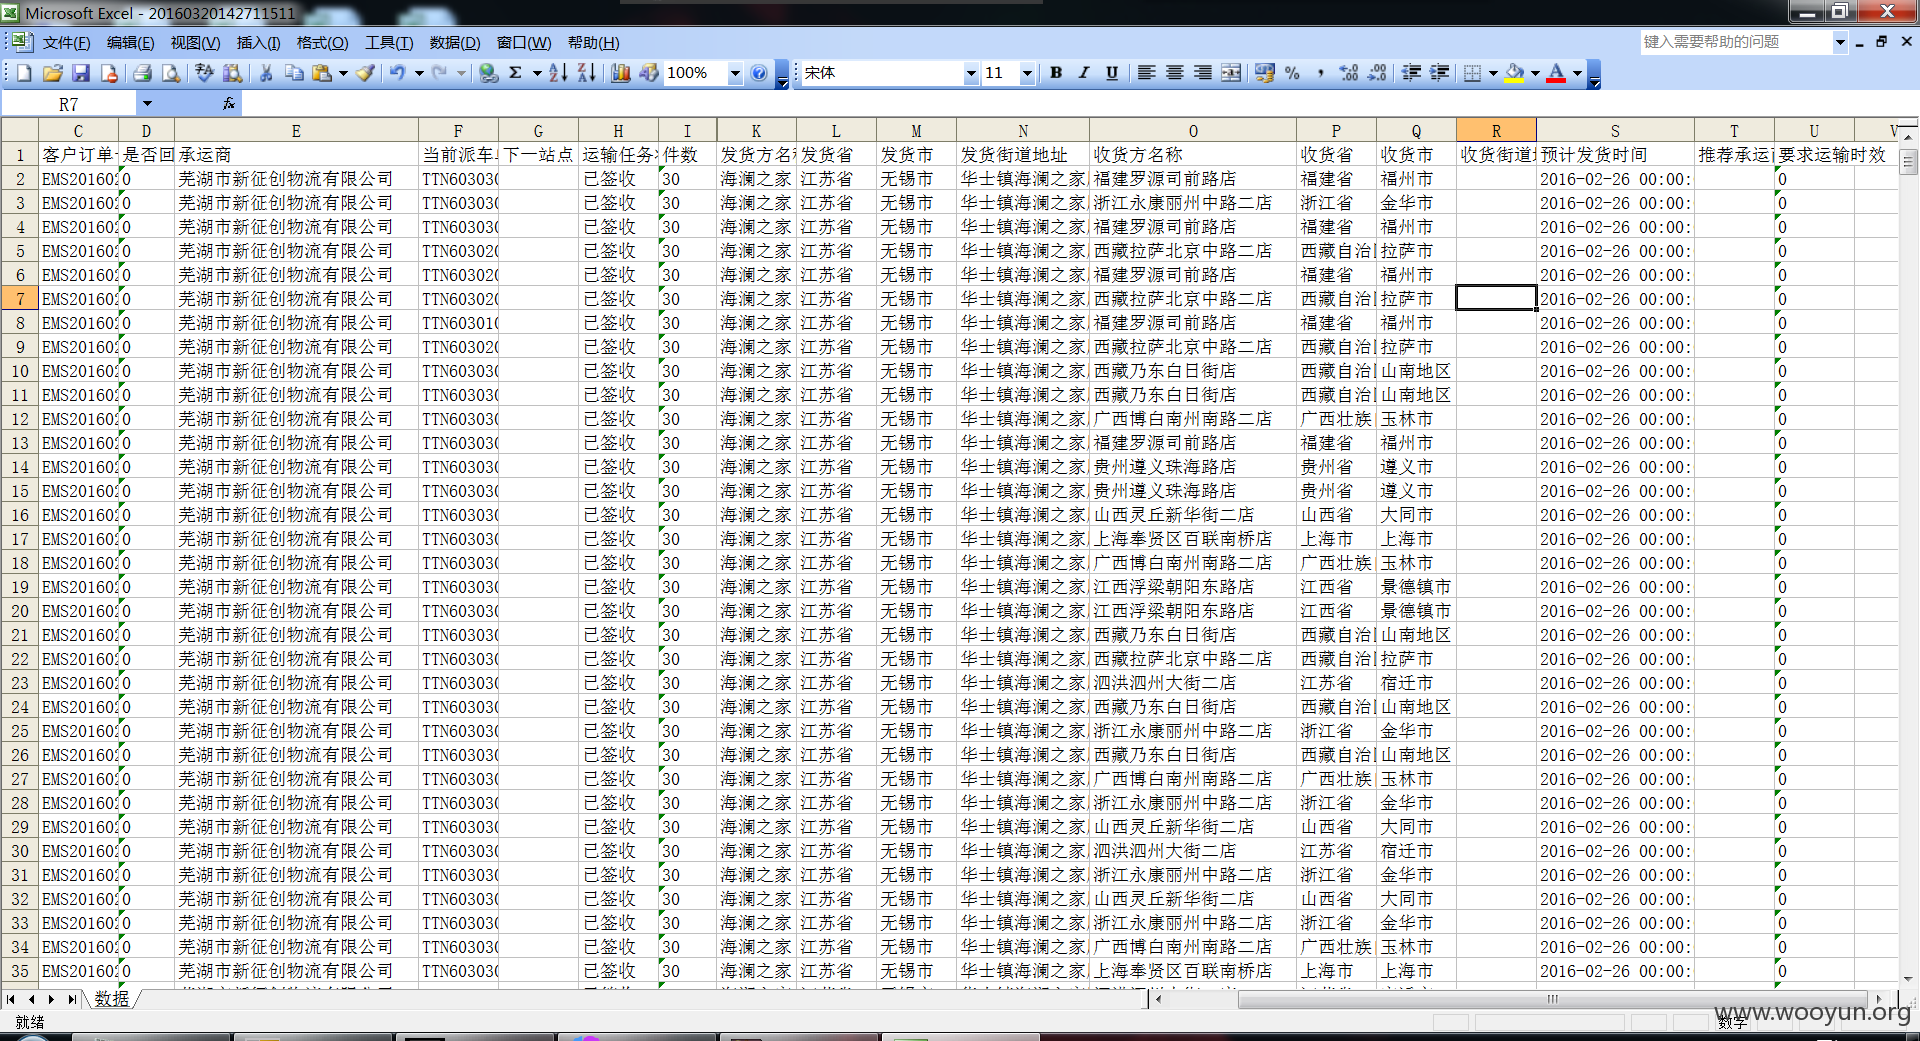 Microsoft Excel - 20160320142711511
文件(F) 编辑(E) 视图(V) 插入(I) 格式(O) 工具(T) 数据(D) 窗口(W) 帮助(H) 键入需要帮助的问题
100% 宋体 11 B I U
R7 fx
C D E F G H I K L M N O P Q R S T U V
1 客户订单 是否回 承运商 当前派车 下一站点 运输任务 件数 发货方名称 发货省 发货市 发货街道地址 收货方名称 收货省 收货市 收货街道 预计发货时间 推荐承运 要求运输时效
2 EMS201602 0 芜湖市新征创物流有限公司 TTN603030 已签收 30 海澜之家 江苏省 无锡市 华士镇海澜之家 福建罗源司前路店 福建省 福州市 2016-02-26 00:00: 0
3 EMS201602 0 芜湖市新征创物流有限公司 TTN603030 已签收 30 海澜之家 江苏省 无锡市 华士镇海澜之家 浙江永康丽州中路二店 浙江省 金华市 2016-02-26 00:00: 0
4 EMS201602 0 芜湖市新征创物流有限公司 TTN603030 已签收 30 海澜之家 江苏省 无锡市 华士镇海澜之家 福建罗源司前路店 福建省 福州市 2016-02-26 00:00: 0
5 EMS201602 0 芜湖市新征创物流有限公司 TTN603020 已签收 30 海澜之家 江苏省 无锡市 华士镇海澜之家 西藏拉萨北京中路二店 西藏自治 拉萨市 2016-02-26 00:00: 0
6 EMS201602 0 芜湖市新征创物流有限公司 TTN603020 已签收 30 海澜之家 江苏省 无锡市 华士镇海澜之家 福建罗源司前路店 福建省 福州市 2016-02-26 00:00: 0
7 EMS201602 0 芜湖市新征创物流有限公司 TTN603020 已签收 30 海澜之家 江苏省 无锡市 华士镇海澜之家 西藏拉萨北京中路二店 西藏自治 拉萨市 2016-02-26 00:00: 0
8 EMS201602 0 芜湖市新征创物流有限公司 TTN603010 已签收 30 海澜之家 江苏省 无锡市 华士镇海澜之家 福建罗源司前路店 福建省 福州市 2016-02-26 00:00: 0
9 EMS201602 0 芜湖市新征创物流有限公司 TTN603020 已签收 30 海澜之家 江苏省 无锡市 华士镇海澜之家 西藏拉萨北京中路二店 西藏自治 拉萨市 2016-02-26 00:00: 0
10 EMS201602 0 芜湖市新征创物流有限公司 TTN603030 已签收 30 海澜之家 江苏省 无锡市 华士镇海澜之家 西藏乃东白日街店 西藏自治 山南地区 2016-02-26 00:00: 0
11 EMS201602 0 芜湖市新征创物流有限公司 TTN603030 已签收 30 海澜之家 江苏省 无锡市 华士镇海澜之家 西藏乃东白日街店 西藏自治 山南地区 2016-02-26 00:00: 0
12 EMS201602 0 芜湖市新征创物流有限公司 TTN603030 已签收 30 海澜之家 江苏省 无锡市 华士镇海澜之家 广西博白南州南路二店 广西壮族 玉林市 2016-02-26 00:00: 0
13 EMS201602 0 芜湖市新征创物流有限公司 TTN603030 已签收 30 海澜之家 江苏省 无锡市 华士镇海澜之家 福建罗源司前路店 福建省 福州市 2016-02-26 00:00: 0
14 EMS201602 0 芜湖市新征创物流有限公司 TTN603030 已签收 30 海澜之家 江苏省 无锡市 华士镇海澜之家 贵州遵义珠海路店 贵州省 遵义市 2016-02-26 00:00: 0
15 EMS201602 0 芜湖市新征创物流有限公司 TTN603030 已签收 30 海澜之家 江苏省 无锡市 华士镇海澜之家 贵州遵义珠海路店 贵州省 遵义市 2016-02-26 00:00: 0
16 EMS201602 0 芜湖市新征创物流有限公司 TTN603030 已签收 30 海澜之家 江苏省 无锡市 华士镇海澜之家 山西灵丘新华街二店 山西省 大同市 2016-02-26 00:00: 0
17 EMS201602 0 芜湖市新征创物流有限公司 TTN603030 已签收 30 海澜之家 江苏省 无锡市 华士镇海澜之家 上海奉贤区百联南桥店 上海市 上海市 2016-02-26 00:00: 0
18 EMS201602 0 芜湖市新征创物流有限公司 TTN603030 已签收 30 海澜之家 江苏省 无锡市 华士镇海澜之家 广西博白南州南路二店 广西壮族 玉林市 2016-02-26 00:00: 0
19 EMS201602 0 芜湖市新征创物流有限公司 TTN603030 已签收 30 海澜之家 江苏省 无锡市 华士镇海澜之家 江西浮梁朝阳东路店 江西省 景德镇市 2016-02-26 00:00: 0
20 EMS201602 0 芜湖市新征创物流有限公司 TTN603030 已签收 30 海澜之家 江苏省 无锡市 华士镇海澜之家 江西浮梁朝阳东路店 江西省 景德镇市 2016-02-26 00:00: 0
21 EMS201602 0 芜湖市新征创物流有限公司 TTN603030 已签收 30 海澜之家 江苏省 无锡市 华士镇海澜之家 西藏乃东白日街店 西藏自治 山南地区 2016-02-26 00:00: 0
22 EMS201602 0 芜湖市新征创物流有限公司 TTN603030 已签收 30 海澜之家 江苏省 无锡市 华士镇海澜之家 西藏拉萨北京中路二店 西藏自治 拉萨市 2016-02-26 00:00: 0
23 EMS201602 0 芜湖市新征创物流有限公司 TTN603030 已签收 30 海澜之家 江苏省 无锡市 华士镇海澜之家 泗洪泗州大街二店 江苏省 宿迁市 2016-02-26 00:00: 0
24 EMS201602 0 芜湖市新征创物流有限公司 TTN603030 已签收 30 海澜之家 江苏省 无锡市 华士镇海澜之家 西藏乃东白日街店 西藏自治 山南地区 2016-02-26 00:00: 0
25 EMS201602 0 芜湖市新征创物流有限公司 TTN603030 已签收 30 海澜之家 江苏省 无锡市 华士镇海澜之家 浙江永康丽州中路二店 浙江省 金华市 2016-02-26 00:00: 0
26 EMS201602 0 芜湖市新征创物流有限公司 TTN603030 已签收 30 海澜之家 江苏省 无锡市 华士镇海澜之家 西藏乃东白日街店 西藏自治 山南地区 2016-02-26 00:00: 0
27 EMS201602 0 芜湖市新征创物流有限公司 TTN603030 已签收 30 海澜之家 江苏省 无锡市 华士镇海澜之家 广西博白南州南路二店 广西壮族 玉林市 2016-02-26 00:00: 0
28 EMS201602 0 芜湖市新征创物流有限公司 TTN603030 已签收 30 海澜之家 江苏省 无锡市 华士镇海澜之家 浙江永康丽州中路二店 浙江省 金华市 2016-02-26 00:00: 0
29 EMS201602 0 芜湖市新征创物流有限公司 TTN603030 已签收 30 海澜之家 江苏省 无锡市 华士镇海澜之家 山西灵丘新华街二店 山西省 大同市 2016-02-26 00:00: 0
30 EMS201602 0 芜湖市新征创物流有限公司 TTN603030 已签收 30 海澜之家 江苏省 无锡市 华士镇海澜之家 泗洪泗州大街二店 江苏省 宿迁市 2016-02-26 00:00: 0
31 EMS201602 0 芜湖市新征创物流有限公司 TTN603030 已签收 30 海澜之家 江苏省 无锡市 华士镇海澜之家 浙江永康丽州中路二店 浙江省 金华市 2016-02-26 00:00: 0
32 EMS201602 0 芜湖市新征创物流有限公司 TTN603030 已签收 30 海澜之家 江苏省 无锡市 华士镇海澜之家 山西灵丘新华街二店 山西省 大同市 2016-02-26 00:00: 0
33 EMS201602 0 芜湖市新征创物流有限公司 TTN603030 已签收 30 海澜之家 江苏省 无锡市 华士镇海澜之家 浙江永康丽州中路二店 浙江省 金华市 2016-02-26 00:00: 0
34 EMS201602 0 芜湖市新征创物流有限公司 TTN603030 已签收 30 海澜之家 江苏省 无锡市 华士镇海澜之家 广西博白南州南路二店 广西壮族 玉林市 2016-02-26 00:00: 0
35 EMS201602 0 芜湖市新征创物流有限公司 TTN603030 已签收 30 海澜之家 江苏省 无锡市 华士镇海澜之家 上海奉贤区百联南桥店 上海市 上海市 2016-02-26 00:00: 0
数据
就绪 数字
www.wooyun.org